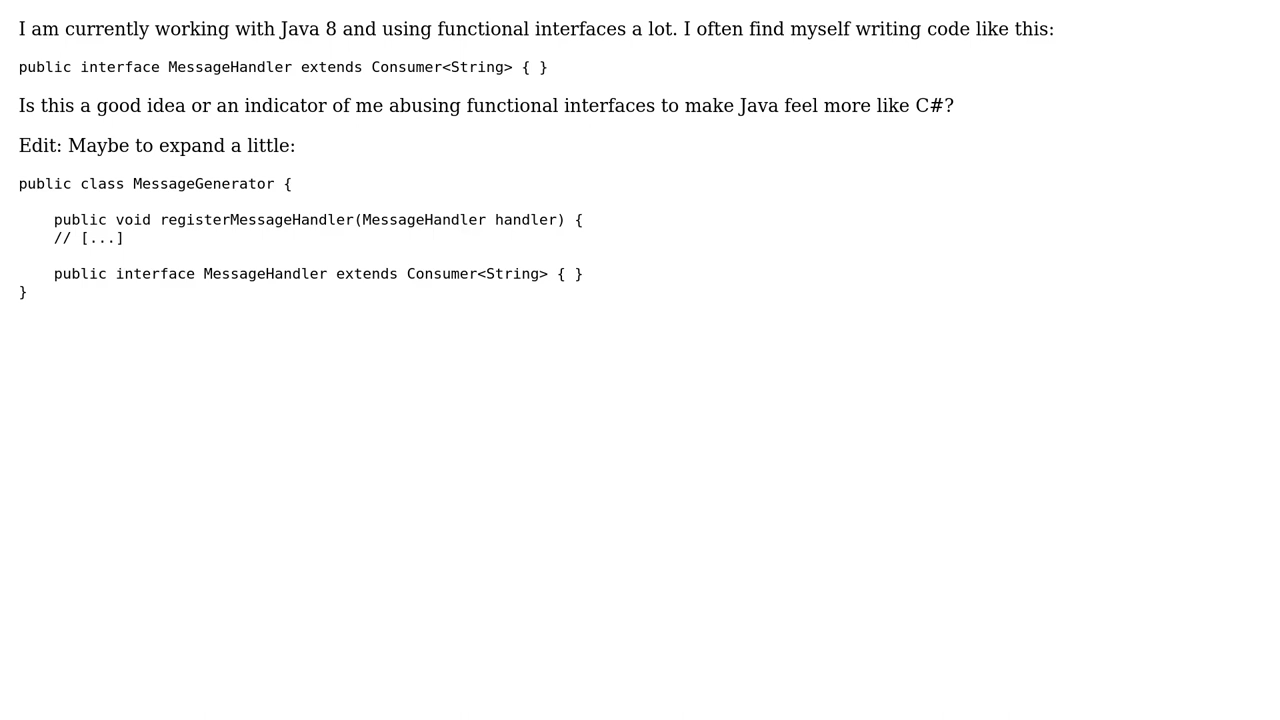 I am currently working with Java 8 and using functional interfaces a lot. I often find myself writing code like this:
public interface MessageHandler extends Consumer<String> { }
Is this a good idea or an indicator of me abusing functional interfaces to make Java feel more like C#?
Edit: Maybe to expand a little:
public class MessageGenerator {
    public void registerMessageHandler(MessageHandler handler) {
    // [...]
    public interface MessageHandler extends Consumer<String> { }
}